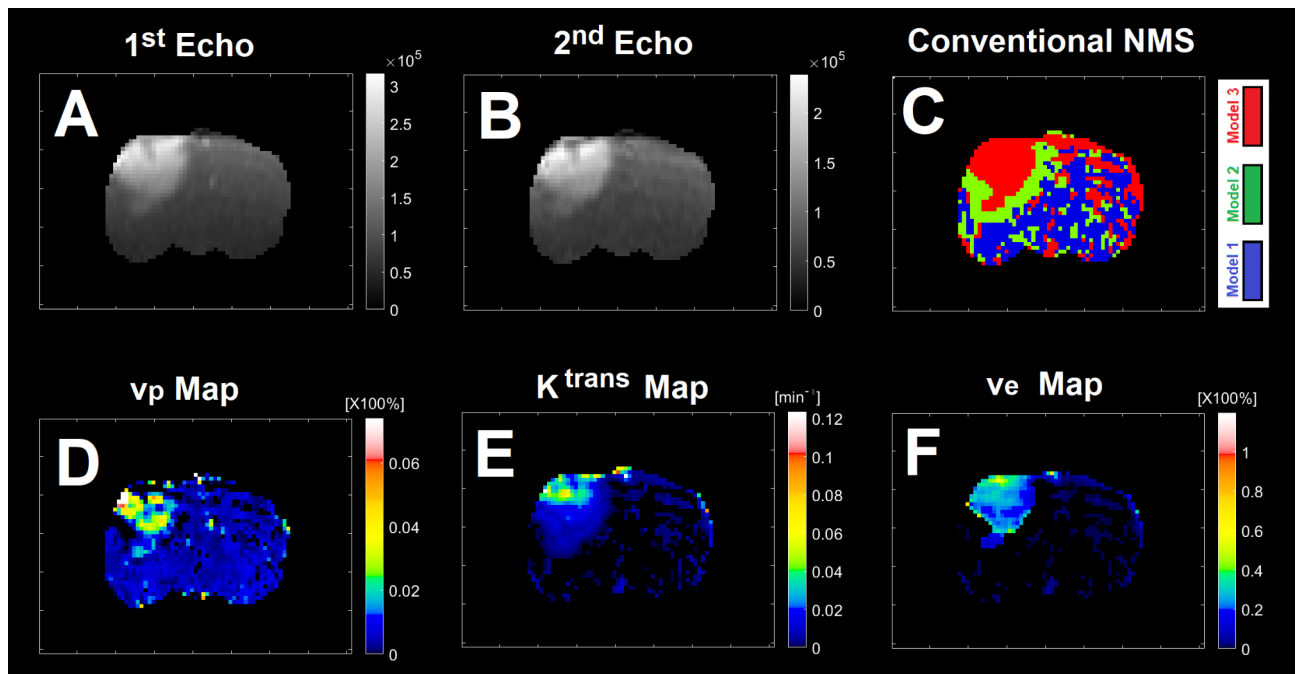 1st Echo
2nd Echo
Conventional NMS
×10^5
3
2.5
2
1.5
1
0.5
0
A
×10^5
2
1.5
1
0.5
0
B
C
Model 3
Model 2
Model 1
vp Map
K trans Map
ve Map
[X100%]
0.06
0.04
0.02
0
D
[min⁻¹]
0.12
0.1
0.08
0.06
0.04
0.02
0
E
[X100%]
1
0.8
0.6
0.4
0.2
0
F